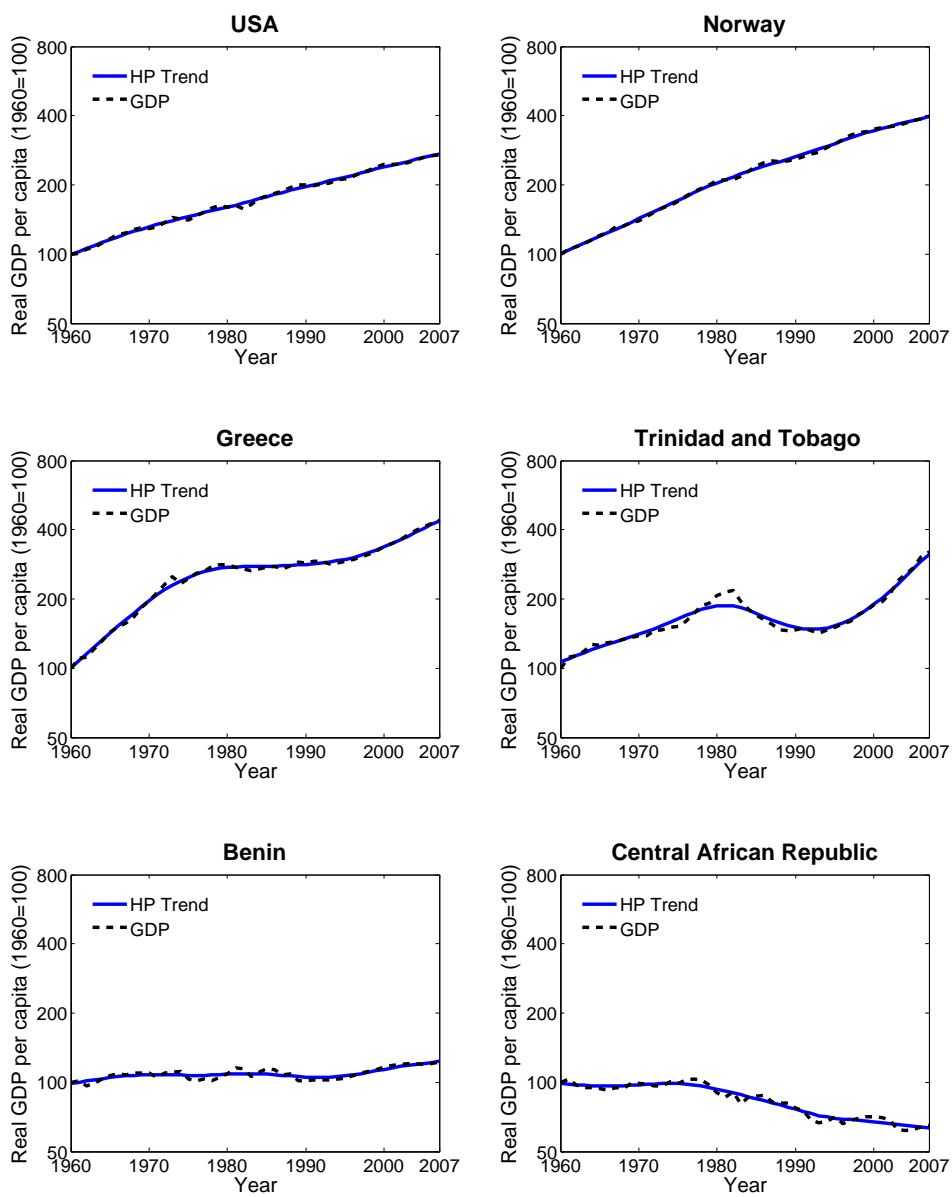 USA
Real GDP per capita (1960=100)
800
400
200
100
50
HP Trend
GDP
1960 1970 1980 1990 2000 2007
Year
Norway
Real GDP per capita (1960=100)
800
400
200
100
50
HP Trend
GDP
1960 1970 1980 1990 2000 2007
Year
Greece
Real GDP per capita (1960=100)
800
400
200
100
50
HP Trend
GDP
1960 1970 1980 1990 2000 2007
Year
Trinidad and Tobago
Real GDP per capita (1960=100)
800
400
200
100
50
HP Trend
GDP
1960 1970 1980 1990 2000 2007
Year
Benin
Real GDP per capita (1960=100)
800
400
200
100
50
HP Trend
GDP
1960 1970 1980 1990 2000 2007
Year
Central African Republic
Real GDP per capita (1960=100)
800
400
200
100
50
HP Trend
GDP
1960 1970 1980 1990 2000 2007
Year